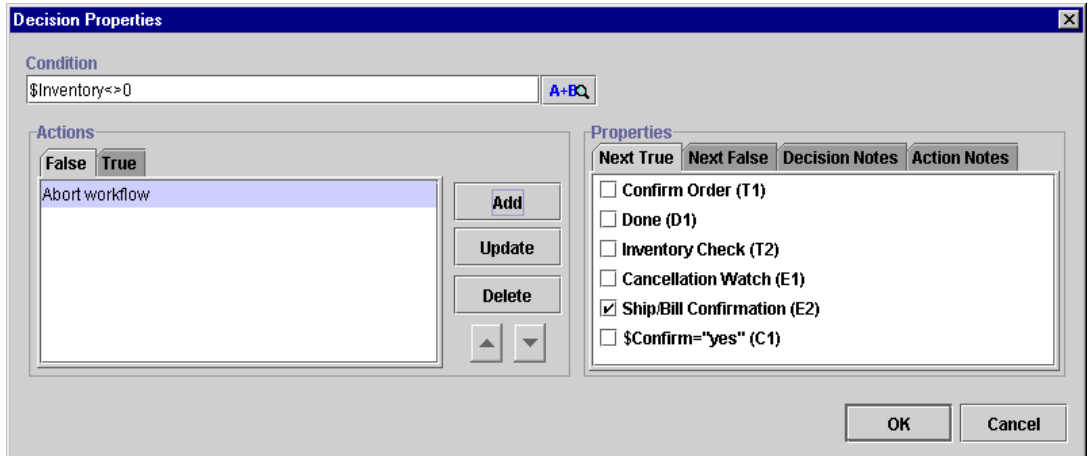 Decision Properties
Condition
$Inventory<>0
A+B
Actions
False True
Abort workflow
Add
Update
Delete
Properties
Next True Next False Decision Notes Action Notes
Confirm Order (T1)
Done (D1)
Inventory Check (T2)
Cancellation Watch (E1)
Ship/Bill Confirmation (E2)
$Confirm="yes" (C1)
OK Cancel